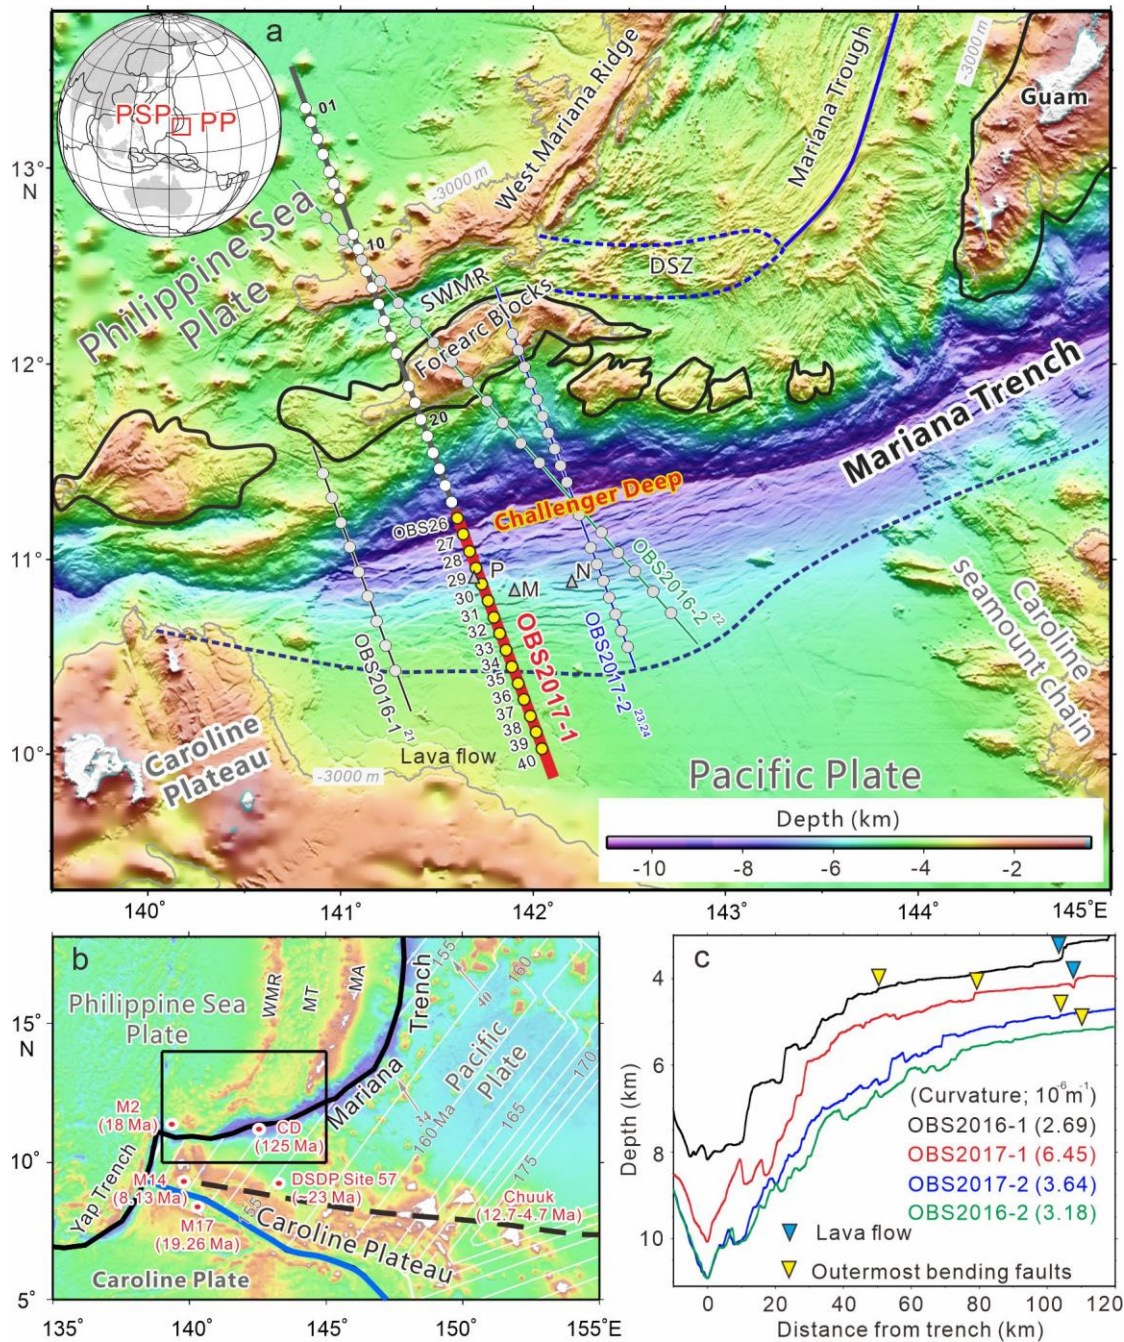 a
PSP
PP
01
10
20
13°
N
12°
11°
10°
-3000 m
-3000 m
-3000 m
West Mariana Ridge
Mariana Trough
Guam
Philippine Sea
Plate
DSZ
SWMR
Forearc Blocks
Mariana Trench
Challenger Deep
OBS26
27
28
29
30
31
32
33
34
35
36
37
38
39
40
P
M
N
OBS2016-1 21
OBS2017-1
OBS2017-2 23,24
OBS2016-2 22
Caroline
seamount chain
Caroline
Plateau
Lava flow
Pacific Plate
Depth (km)
-10
-8
-6
-4
-2
140°
141°
142°
143°
144°
145°E
b
Philippine Sea
Plate
WMR
MT
MA
Trench
Mariana
Pacific
Plate
155
160
40
34
160 Ma
165
170
175
155
M2
(18 Ma)
CD
(125 Ma)
M14
(8.13 Ma)
DSDP Site 57
(~23 Ma)
M17
(19.26 Ma)
Chuuk
(12.7-4.7 Ma)
Yap Trench
Caroline Plateau
Caroline Plate
15°
N
10°
5°
135°
140°
145°
150°
155°E
c
4
6
8
10
Depth (km)
(Curvature; 10⁻⁶ m⁻¹)
OBS2016-1 (2.69)
OBS2017-1 (6.45)
OBS2017-2 (3.64)
OBS2016-2 (3.18)
Lava flow
Outermost bending faults
0
20
40
60
80
100
120
Distance from trench (km)